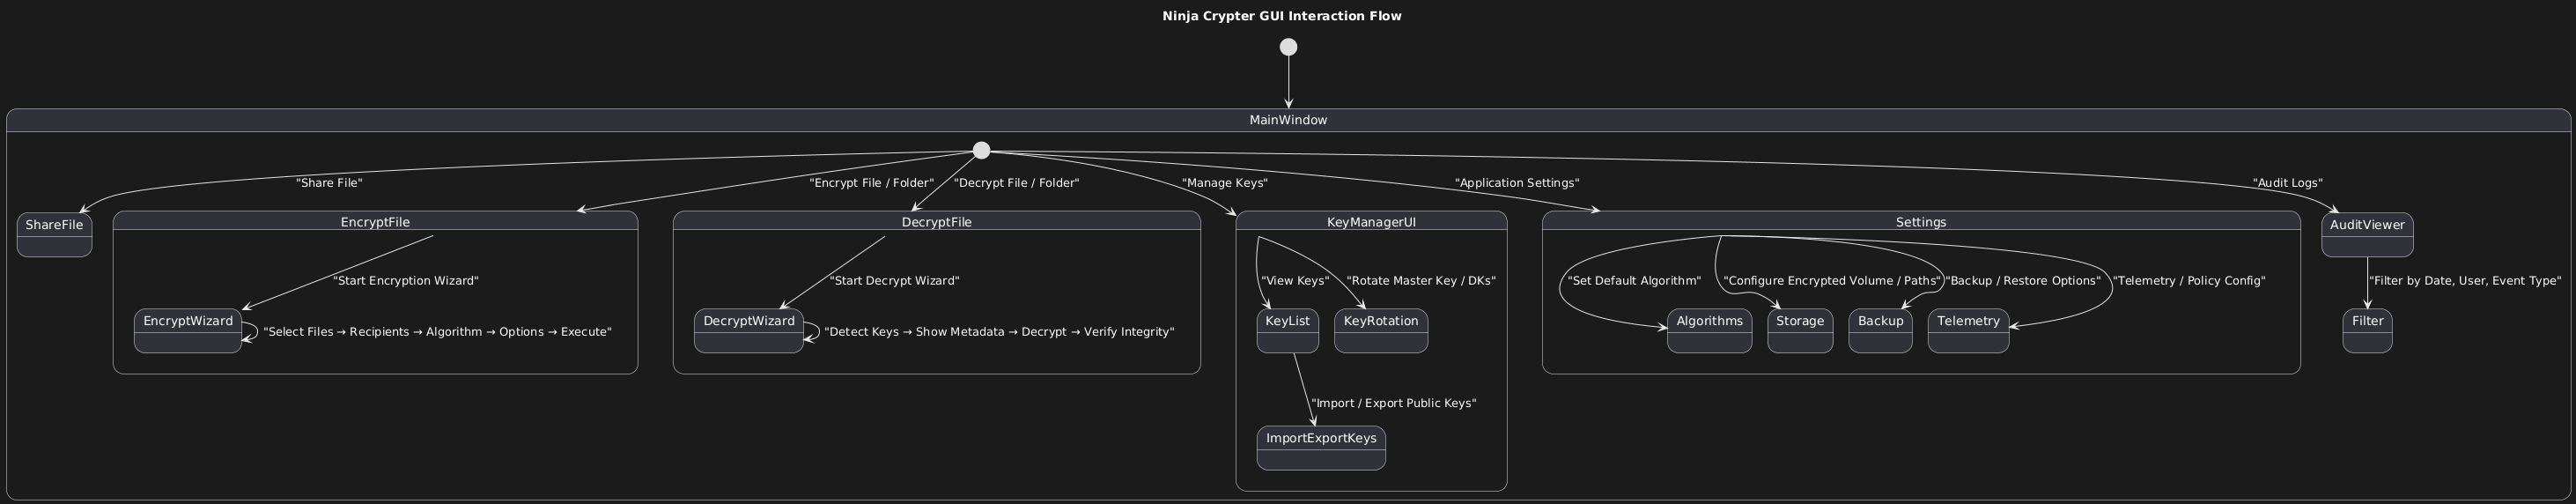 Ninja Crypter GUI Interaction Flow
MainWindow
"Share File"
"Encrypt File / Folder"
"Decrypt File / Folder"
"Manage Keys"
"Application Settings"
"Audit Logs"
ShareFile
EncryptFile
"Start Encryption Wizard"
EncryptWizard
"Select Files → Recipients → Algorithm → Options → Execute"
DecryptFile
"Start Decrypt Wizard"
DecryptWizard
"Detect Keys → Show Metadata → Decrypt → Verify Integrity"
KeyManagerUI
"View Keys"
"Rotate Master Key / DKs"
KeyList
KeyRotation
"Import / Export Public Keys"
ImportExportKeys
Settings
"Set Default Algorithm"
"Configure Encrypted Volume / Paths"
"Backup / Restore Options"
"Telemetry / Policy Config"
Algorithms
Storage
Backup
Telemetry
AuditViewer
"Filter by Date, User, Event Type"
Filter